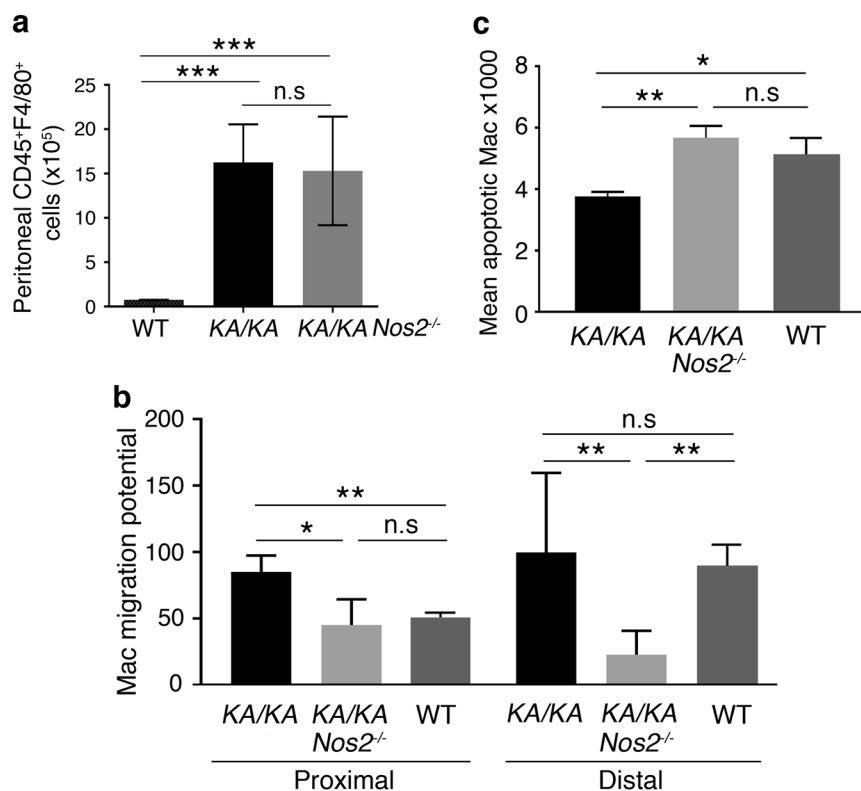 a
Peritoneal CD45⁺F4/80⁺
cells (x10⁵)
25
20
15
10
5
0
***
***
n.s
WT
KA/KA
KA/KA Nos2⁻/⁻
c
Mean apoptotic Mac x1000
8
6
4
2
0
*
**
n.s
KA/KA
KA/KA
Nos2⁻/⁻
WT
b
Mac migration potential
200
150
100
50
0
**
*
n.s
n.s
**
**
KA/KA
KA/KA
Nos2⁻/⁻
WT
KA/KA
KA/KA
Nos2⁻/⁻
WT
Proximal
Distal